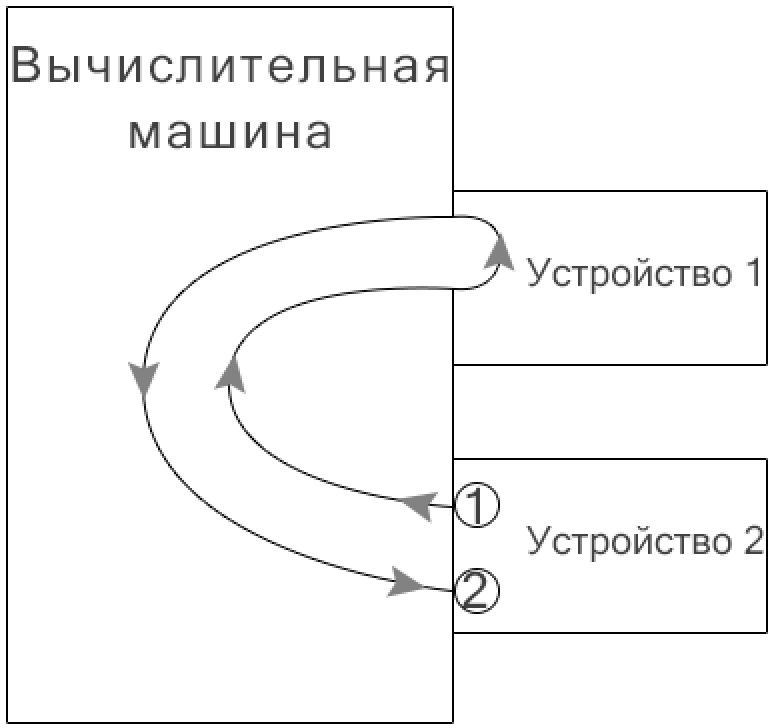 Вычислительная
машина
Устройство 1
1
Устройство 2
2